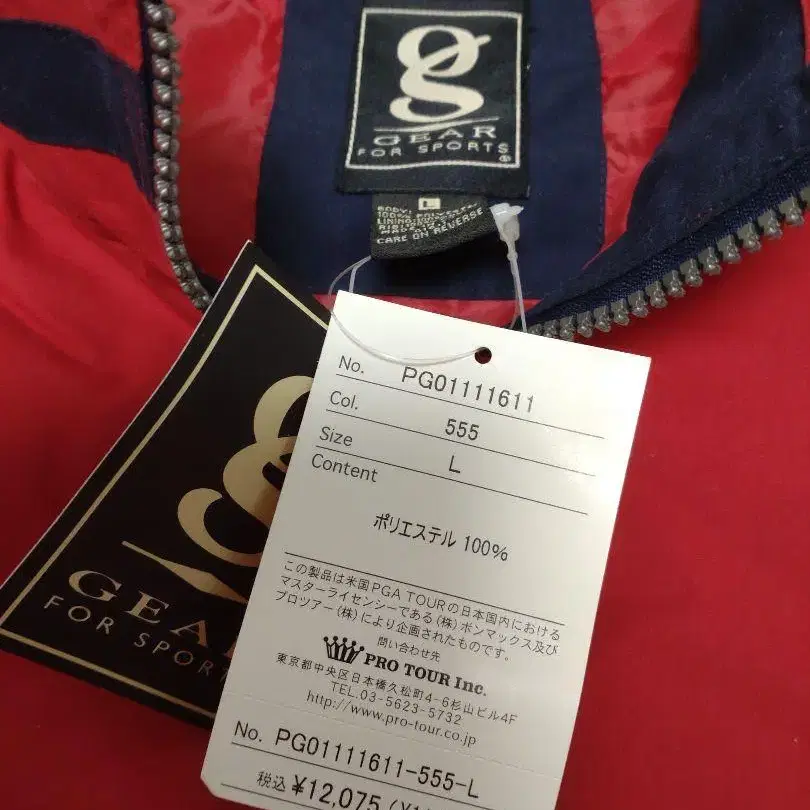 g
GEAR
FOR SPORTS®
L
100% POLYESTER
CARE ON REVERSE
g
GEAR
FOR SPORTS
No. PG01111611
Col. 555
Size L
Content
ポリエステル 100%
この製品は米国PGA TOURの日本国内における
マスターライセンシーである(株)ボンマックス及び
プロツアー(株)により企画されたものです。
問い合わせ先
PRO TOUR Inc.
東京都中央区日本橋久松町4-6杉山ビル4F
TEL.03-5623-5732
http://www.pro-tour.co.jp
No. PG01111611-555-L
税込 ¥12,075